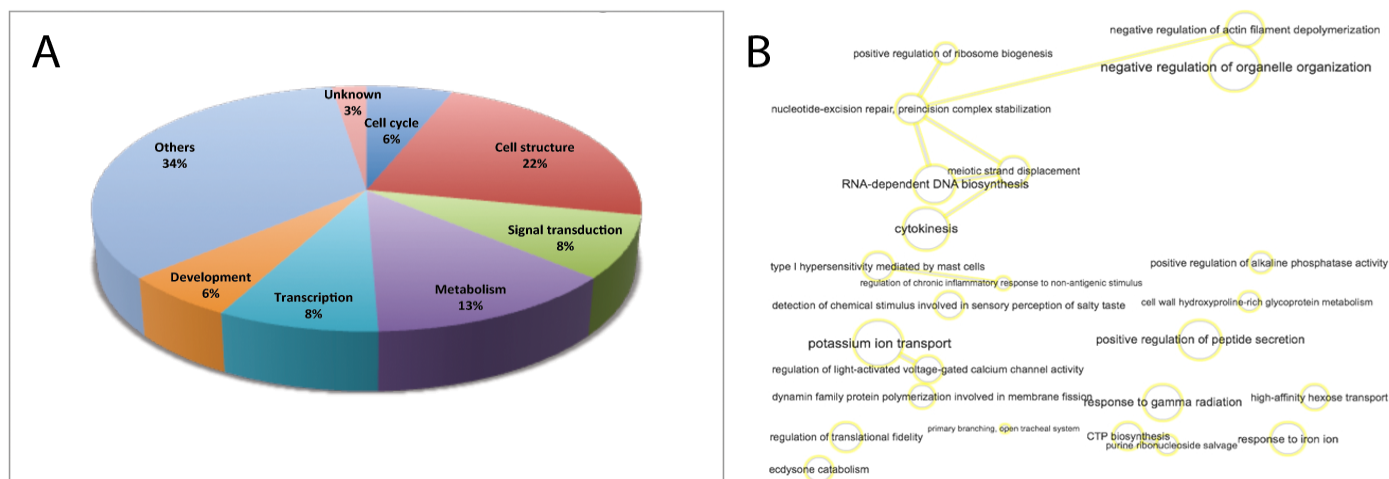 A
Unknown
3%
Cell cycle
6%
Cell structure
22%
Others
34%
Signal transduction
8%
Development
6%
Transcription
8%
Metabolism
13%
B
negative regulation of actin filament depolymerization
positive regulation of ribosome biogenesis
negative regulation of organelle organization
nucleotide-excision repair, preincision complex stabilization
meiotic strand displacement
RNA-dependent DNA biosynthesis
cytokinesis
type I hypersensitivity mediated by mast cells
positive regulation of alkaline phosphatase activity
regulation of chronic inflammatory response to non-antigenic stimulus
detection of chemical stimulus involved in sensory perception of salty taste
cell wall hydroxyproline-rich glycoprotein metabolism
potassium ion transport
positive regulation of peptide secretion
regulation of light-activated voltage-gated calcium channel activity
dynamin family protein polymerization involved in membrane fission
response to gamma radiation
high-affinity hexose transport
primary branching, open tracheal system
regulation of translational fidelity
CTP biosynthesis
purine ribonucleoside salvage
response to iron ion
ecdysone catabolism